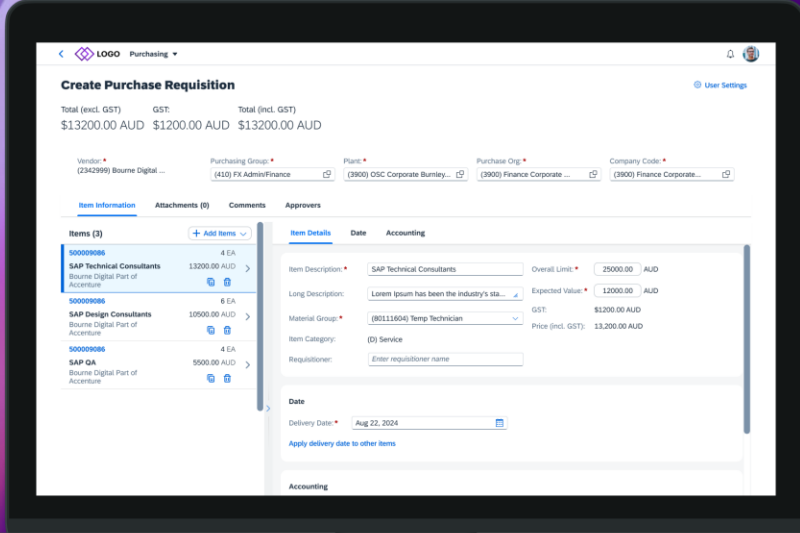 LOGO Purchasing
Create Purchase Requisition
User Settings
Total (excl. GST) GST: Total (incl. GST)
$13200.00 AUD $1200.00 AUD $13200.00 AUD
Vendor:* Purchasing Group:* Plant:* Purchase Org:* Company Code:*
(2342999) Bourne Digital ... (410) FX Admin/Finance (3900) OSC Corporate Burnley... (3900) Finance Corporate ... (3900) Finance Corporate...
Item Information Attachments (0) Comments Approvers
Items (3) + Add Items
500009086 4 EA
SAP Technical Consultants 13200.00 AUD
Bourne Digital Part of
Accenture
500009086 6 EA
SAP Design Consultants 10500.00 AUD
Bourne Digital Part of
Accenture
500009086 4 EA
SAP QA 5500.00 AUD
Bourne Digital Part of
Accenture
Item Details Date Accounting
Item Description:* SAP Technical Consultants Overall Limit:* 25000.00 AUD
Long Description: Lorem Ipsum has been the industry's sta... Expected Value:* 12000.00 AUD
Material Group:* (80111604) Temp Technician GST: $1200.00 AUD
Item Category: (D) Service Price (incl. GST): 13,200.00 AUD
Requisitioner: Enter requisitioner name
Date
Delivery Date:* Aug 22, 2024
Apply delivery date to other items
Accounting